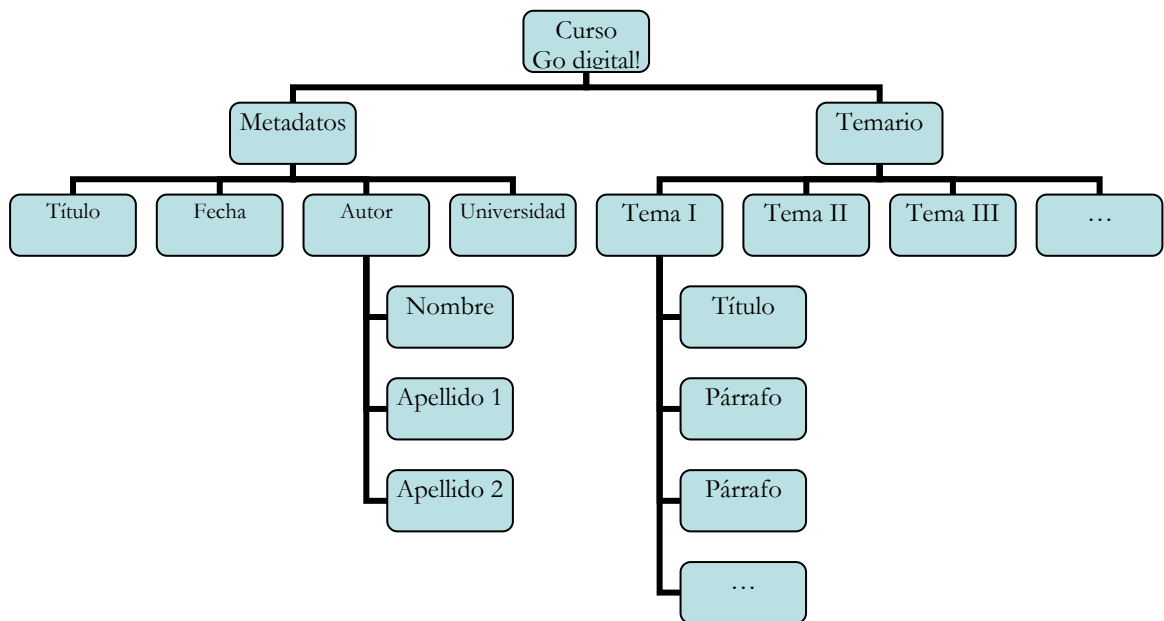 Curso
Go digital!
Metadatos
Temario
Título
Fecha
Autor
Universidad
Tema I
Tema II
Tema III
…
Nombre
Título
Apellido 1
Párrafo
Apellido 2
Párrafo
…